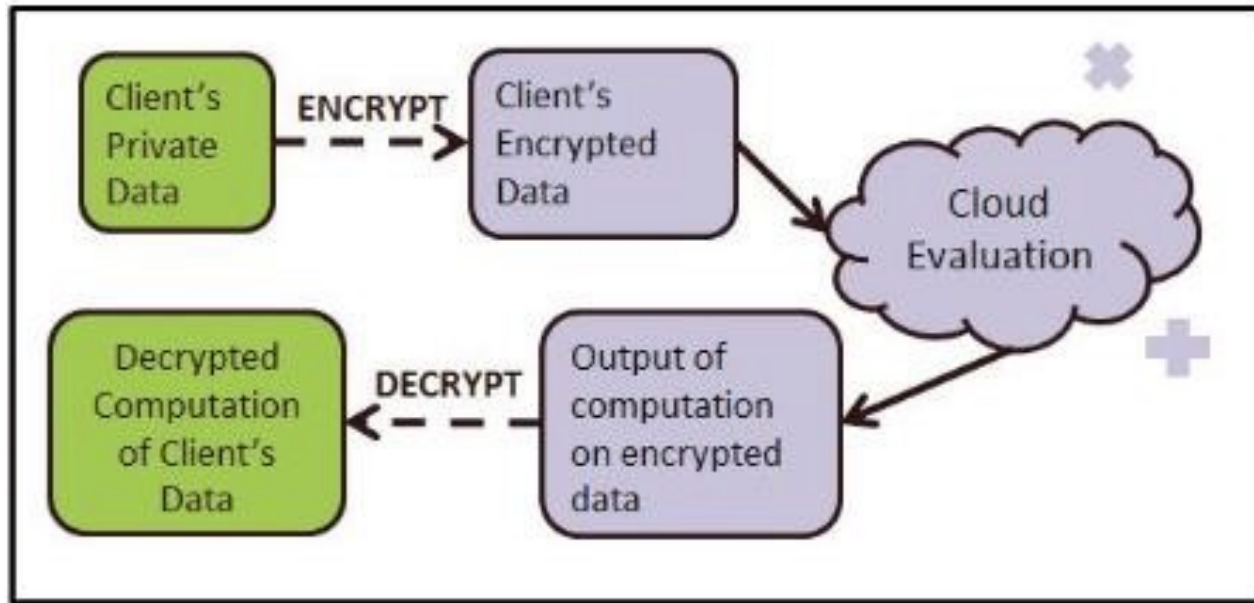 Client's
Private
Data
ENCRYPT
Client's
Encrypted
Data
Cloud
Evaluation
Decrypted
Computation
of Client's
Data
DECRYPT
Output of
computation
on encrypted
data